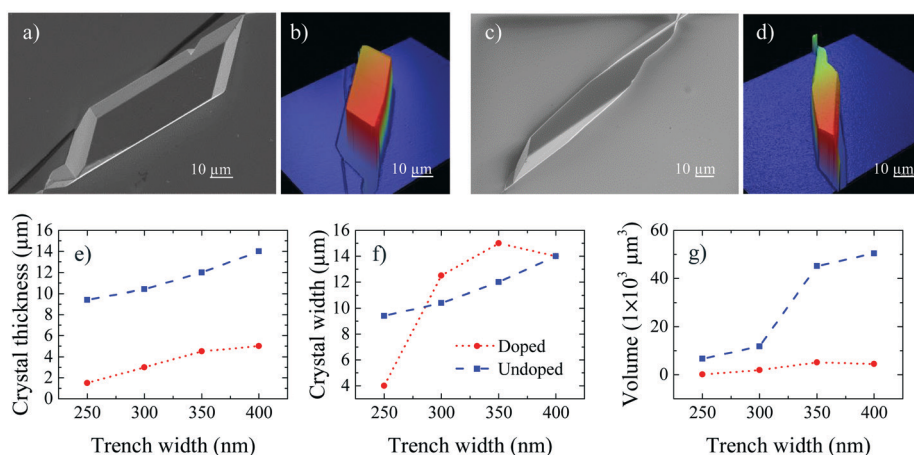 a)
10 µm
b)
10 µm
c)
10 µm
d)
10 µm
e)
Crystal thickness (µm)
16
14
12
10
8
6
4
2
0
250 300 350 400
Trench width (nm)
f)
Crystal width (µm)
16
14
12
10
8
6
4
Doped
Undoped
250 300 350 400
Trench width (nm)
g)
Volume (1×10³ µm³)
60
40
20
0
250 300 350 400
Trench width (nm)